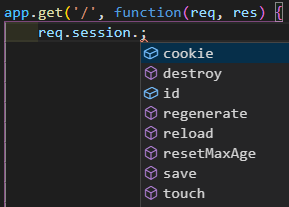 app.get('/', function(req, res) {
req.session.;
cookie
destroy
id
regenerate
reload
resetMaxAge
save
touch